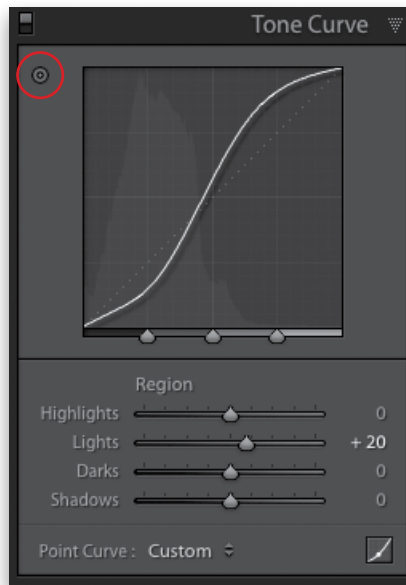 Tone Curve
Region
Highlights 0
Lights + 20
Darks 0
Shadows 0
Point Curve : Custom